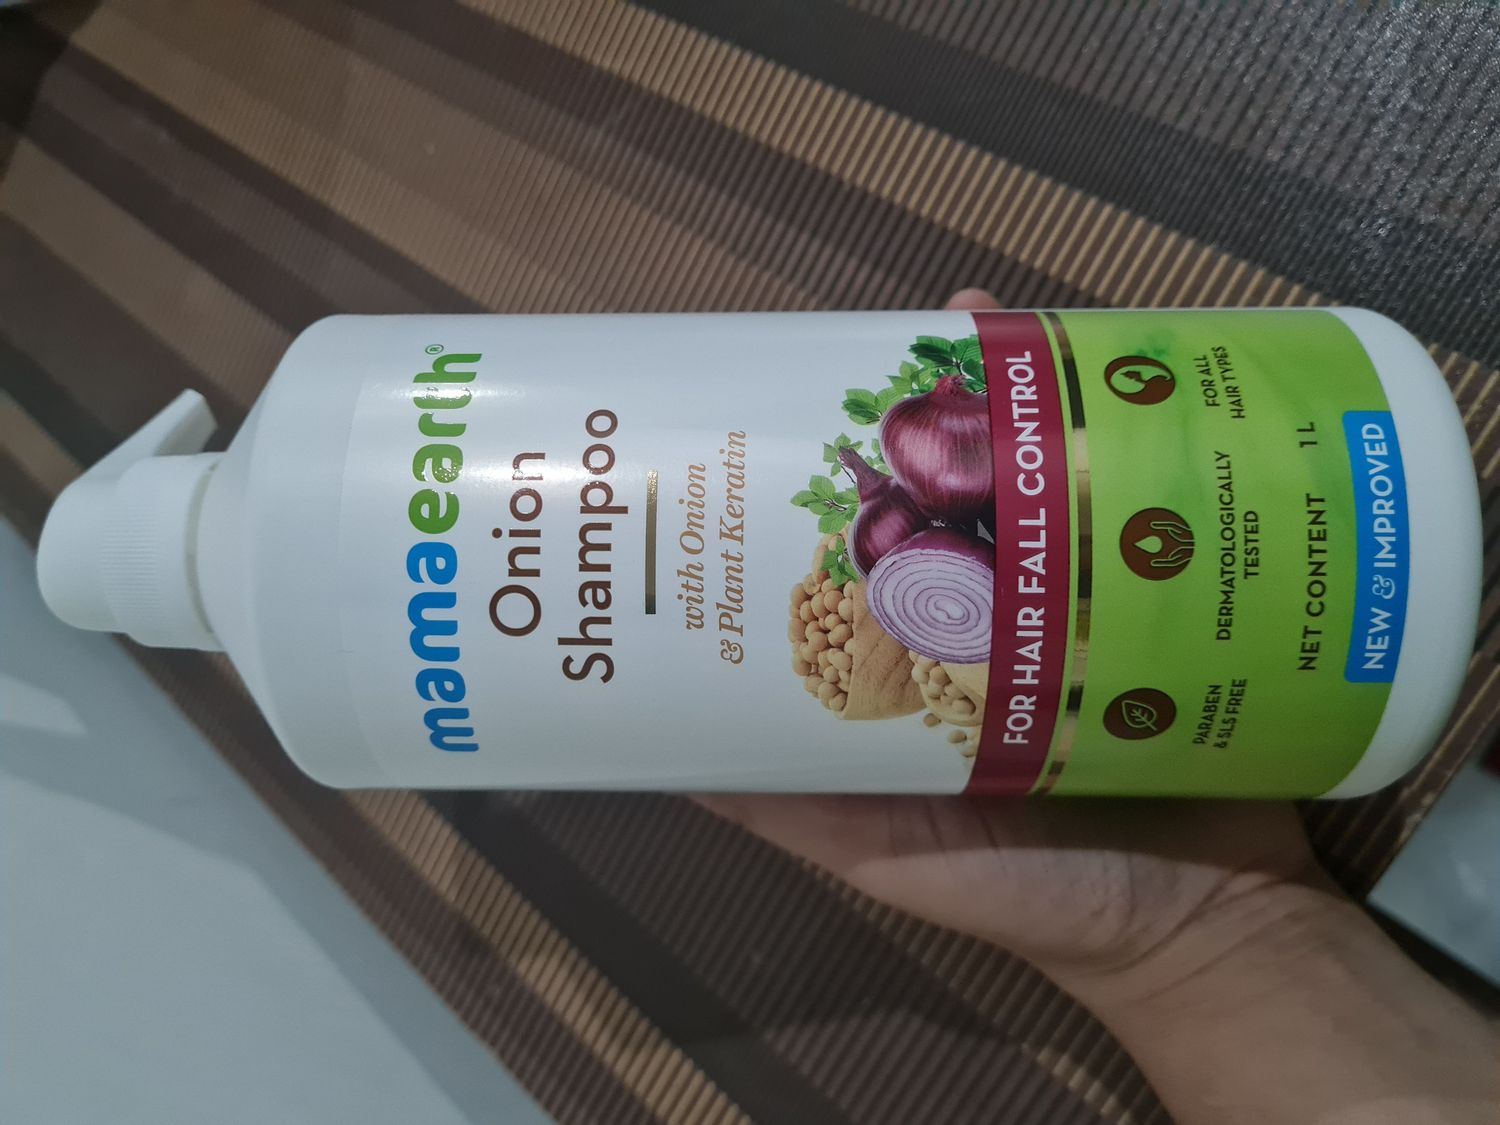 mamaearth®
Onion
Shampoo
with Onion
& Plant Keratin
FOR HAIR FALL CONTROL
PARABEN
& SLS FREE
DERMATOLOGICALLY
TESTED
FOR ALL
HAIR TYPES
NET CONTENT 1 L
NEW & IMPROVED